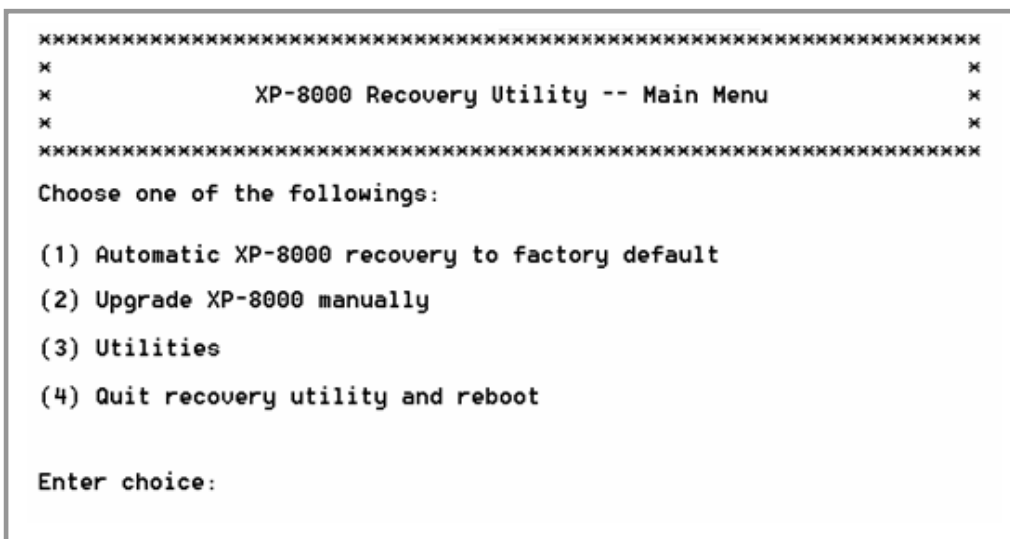 ********************************************************************
*                                                                  *
*               XP-8000 Recovery Utility -- Main Menu              *
*                                                                  *
********************************************************************
Choose one of the followings:
(1) Automatic XP-8000 recovery to factory default
(2) Upgrade XP-8000 manually
(3) Utilities
(4) Quit recovery utility and reboot
Enter choice: